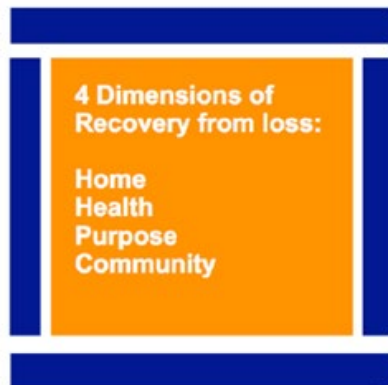 4 Dimensions of
Recovery from loss:
Home
Health
Purpose
Community